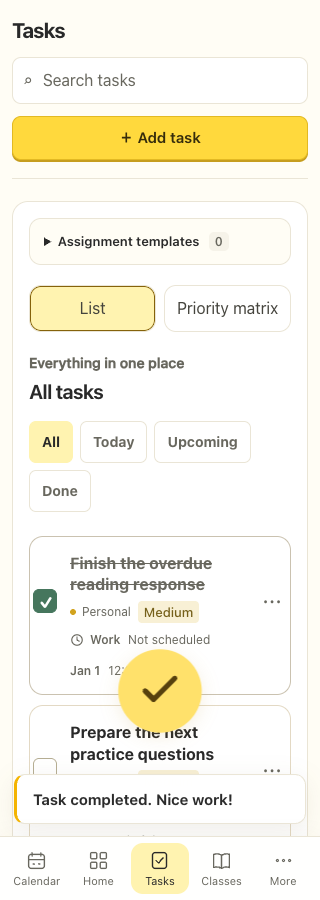 Tasks
Search tasks
+ Add task
Assignment templates 0
List Priority matrix
Everything in one place
All tasks
All Today Upcoming
Done
Finish the overdue
reading response
Personal Medium
Work Not scheduled
Jan 1
Prepare the next
practice questions
Task completed. Nice work!
Calendar Home Tasks Classes More